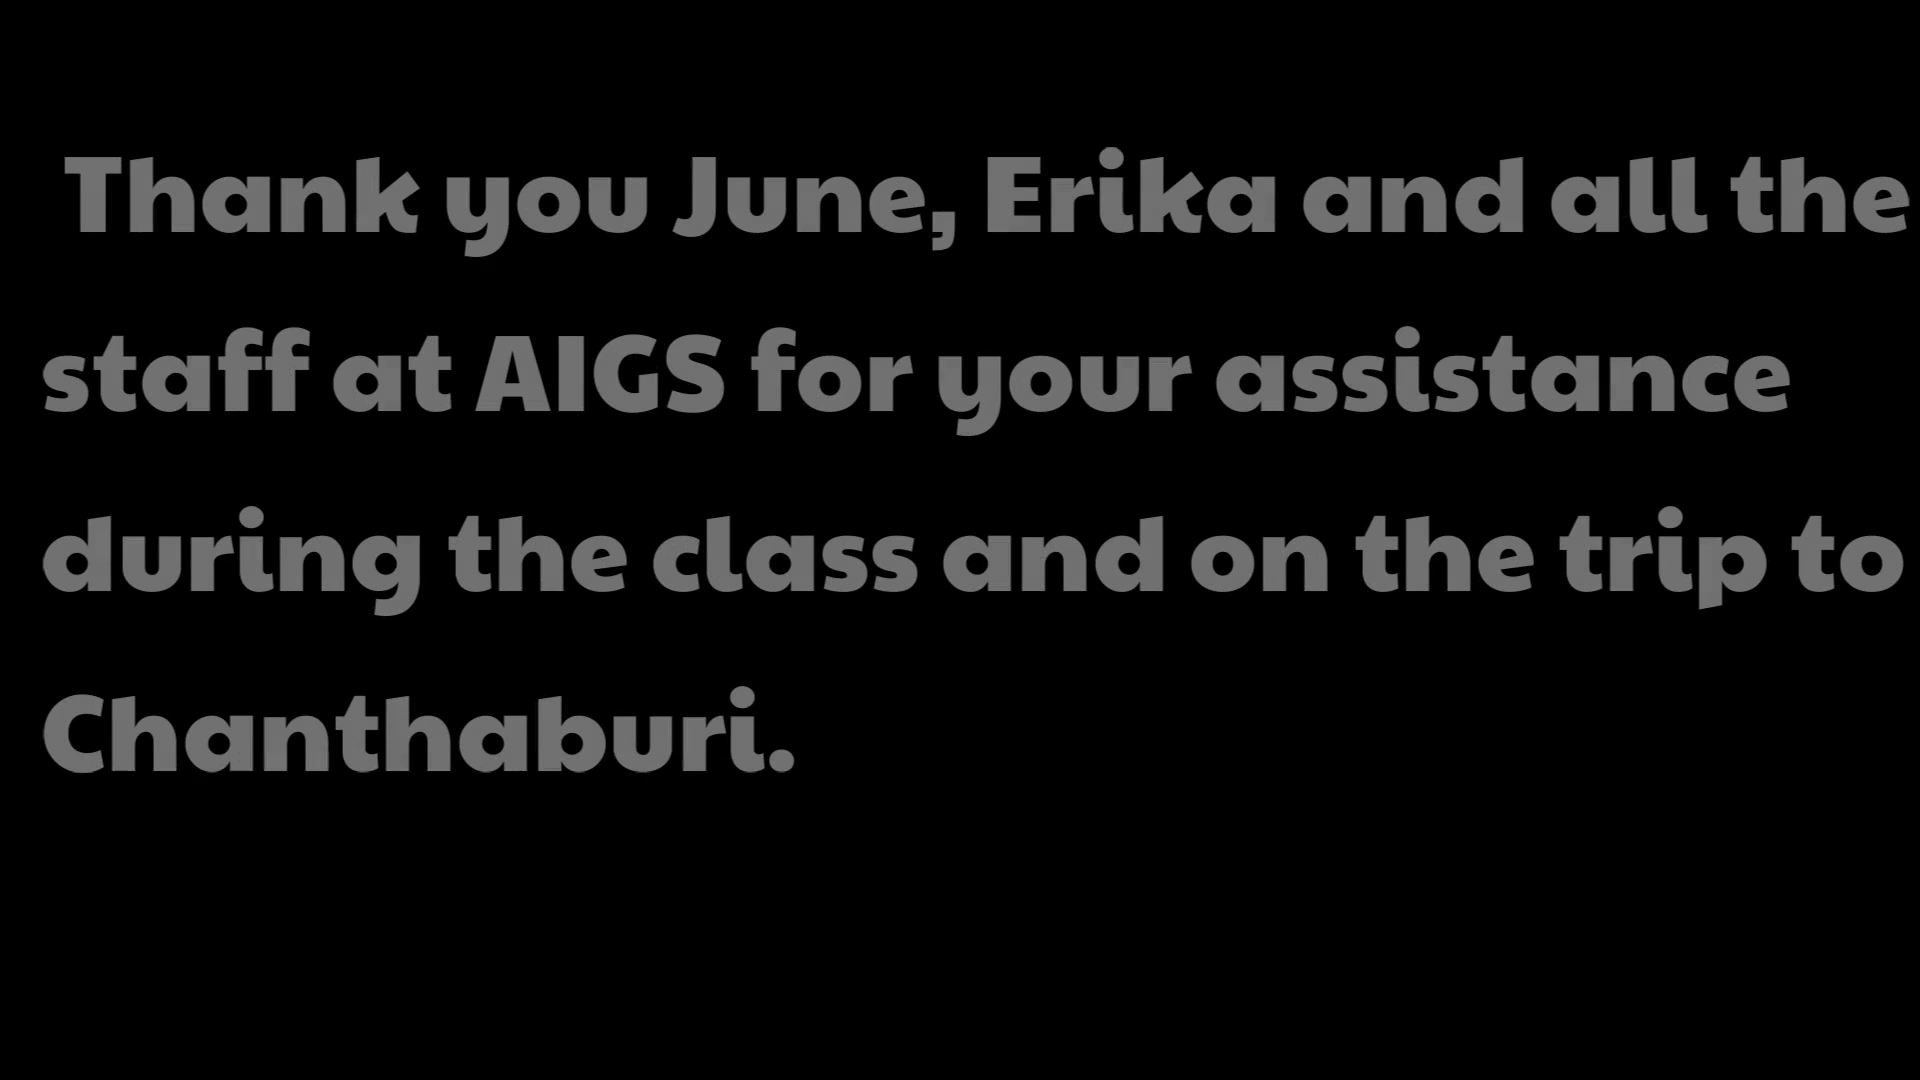 Thank you June, Erika and all the
staff at AIGS for your assistance
during the class and on the trip to
Chanthaburi.